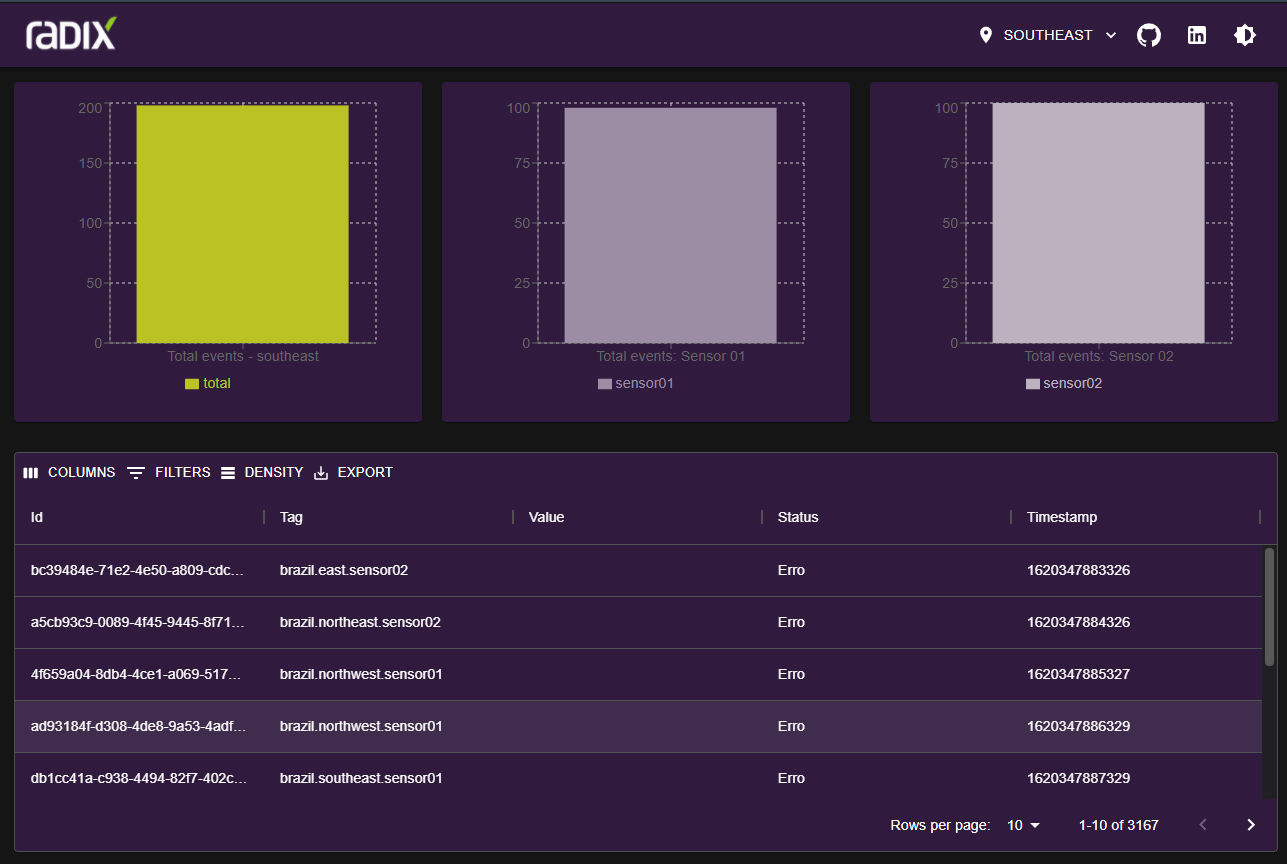 radix
SOUTHEAST
200
150
100
50
0
Total events - southeast
total
100
75
50
25
0
Total events: Sensor 01
sensor01
100
75
50
25
0
Total events: Sensor 02
sensor02
COLUMNS FILTERS DENSITY EXPORT
Id Tag Value Status Timestamp
bc39484e-71e2-4e50-a809-cdc... brazil.east.sensor02 Erro 1620347883326
a5cb93c9-0089-4f45-9445-8f71... brazil.northeast.sensor02 Erro 1620347884326
4f659a04-8db4-4ce1-a069-517... brazil.northwest.sensor01 Erro 1620347885327
ad93184f-d308-4de8-9a53-4adf... brazil.northwest.sensor01 Erro 1620347886329
db1cc41a-c938-4494-82f7-402c... brazil.southeast.sensor01 Erro 1620347887329
Rows per page: 10 1-10 of 3167